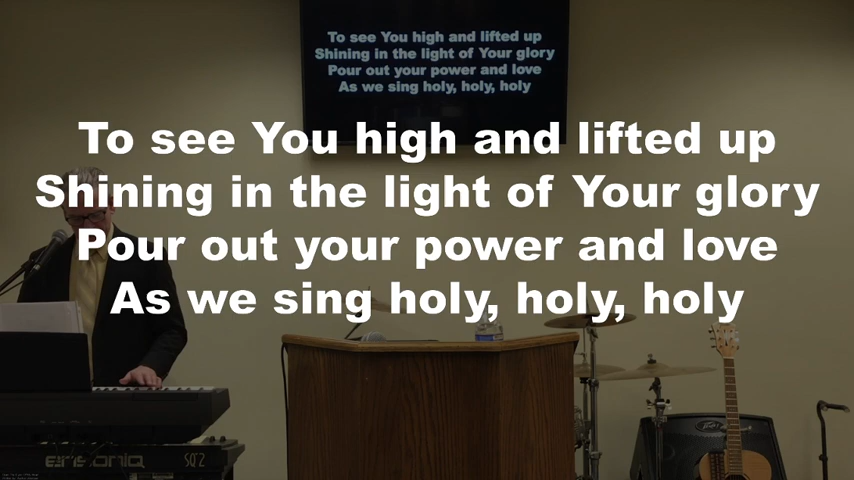 To see You high and lifted up
Shining in the light of Your glory
Pour out your power and love
As we sing holy, holy, holy
To see You high and lifted up
Shining in the light of Your glory
Pour out your power and love
As we sing holy, holy, holy
ensoniq SQ2
PEAVEY